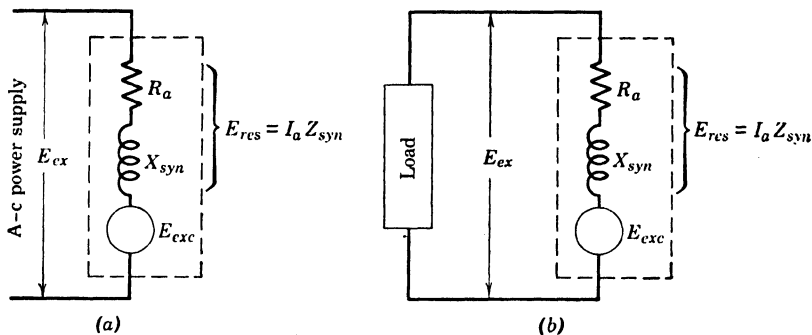 A-c power supply
E_ex
R_a
X_syn
E_exc
E_res = I_a Z_syn
(a)
Load
E_ex
R_a
X_syn
E_exc
E_res = I_a Z_syn
(b)